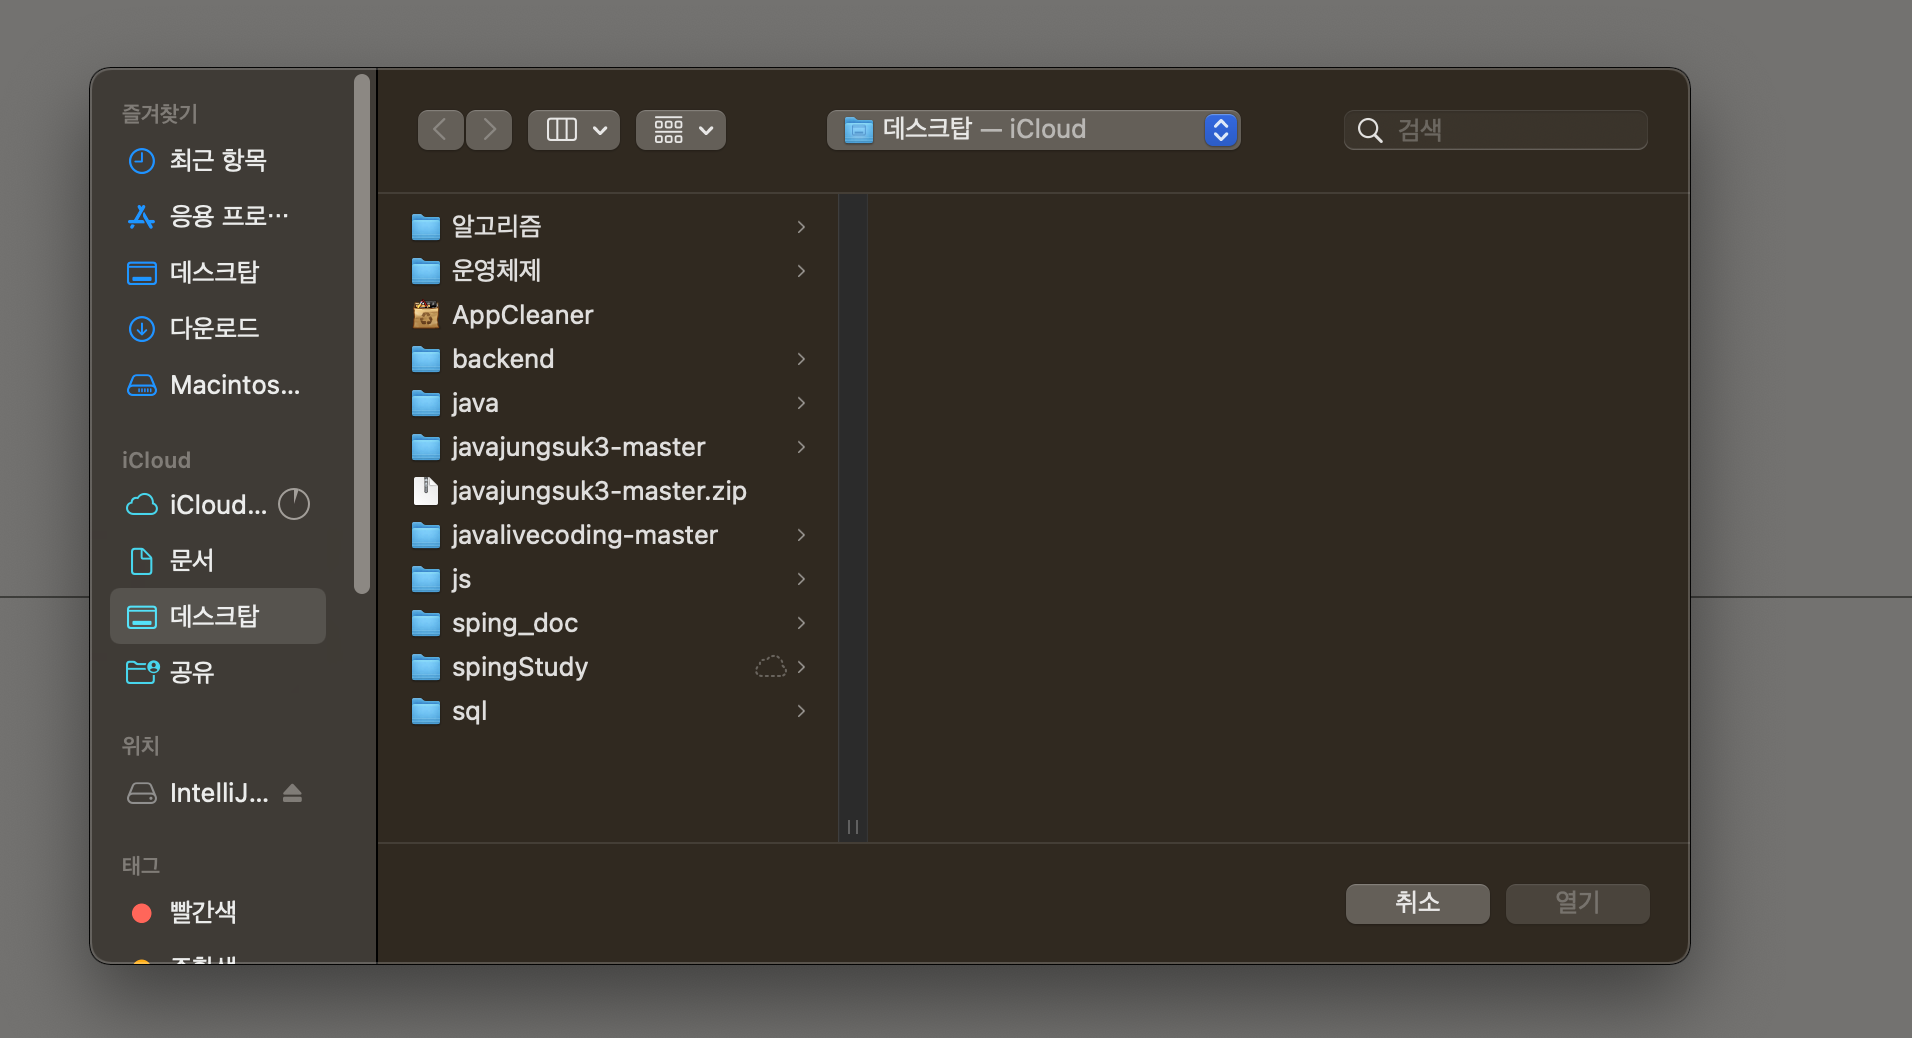 즐겨찾기
최근 항목
응용 프로…
데스크탑
다운로드
Macintos...
iCloud
iCloud...
문서
데스크탑
공유
위치
IntelliJ...
태그
빨간색
데스크탑 — iCloud
검색
알고리즘
운영체제
AppCleaner
backend
java
javajungsuk3-master
javajungsuk3-master.zip
javalivecoding-master
js
sping_doc
spingStudy
sql
취소
열기